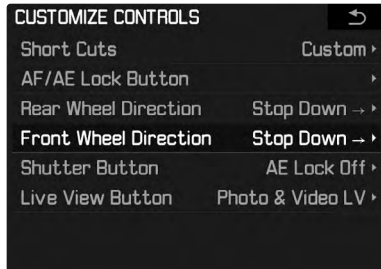 CUSTOMIZE CONTROLS
Short Cuts Custom
AF/AE Lock Button
Rear Wheel Direction Stop Down →
Front Wheel Direction Stop Down →
Shutter Button AE Lock Off
Live View Button Photo & Video LV